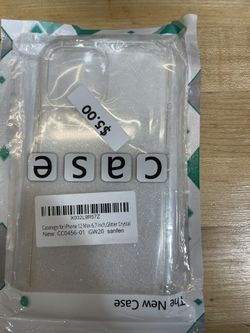 $5.00
case
X002L9R57Z
Casetego for iPhone 12 Max 6.7 Inch,Glitter Crystal
New CC0456-01 GW20 sanfen
The New Case